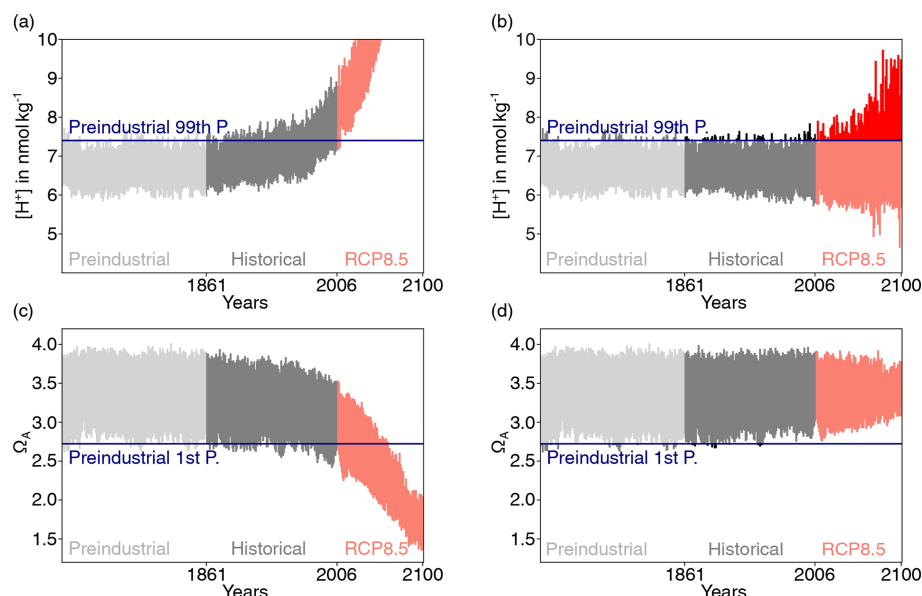 (a)
10
9
8
7
6
5
[H⁺] in nmolkg⁻¹
Preindustrial 99th P.
Preindustrial
Historical
RCP8.5
1861
2006
2100
Years
(b)
10
9
8
7
6
5
[H⁺] in nmolkg⁻¹
Preindustrial 99th P.
Preindustrial
Historical
RCP8.5
1861
2006
2100
Years
(c)
4.0
3.5
3.0
2.5
2.0
1.5
Ω_A
Preindustrial 1st P.
Preindustrial
Historical
RCP8.5
1861
2006
2100
Years
(d)
4.0
3.5
3.0
2.5
2.0
1.5
Ω_A
Preindustrial 1st P.
Preindustrial
Historical
RCP8.5
1861
2006
2100
Years